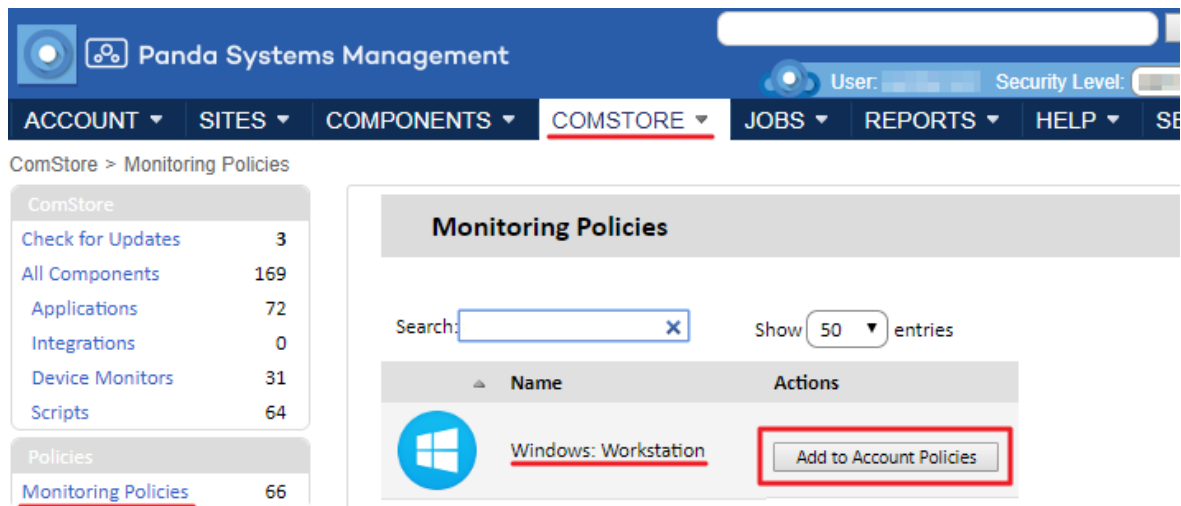 Panda Systems Management
User: Security Level:
ACCOUNT SITES COMPONENTS COMSTORE JOBS REPORTS HELP
ComStore > Monitoring Policies
ComStore
Check for Updates 3
All Components 169
Applications 72
Integrations 0
Device Monitors 31
Scripts 64
Policies
Monitoring Policies 66
Monitoring Policies
Search: Show 50 entries
Name Actions
Windows: Workstation Add to Account Policies